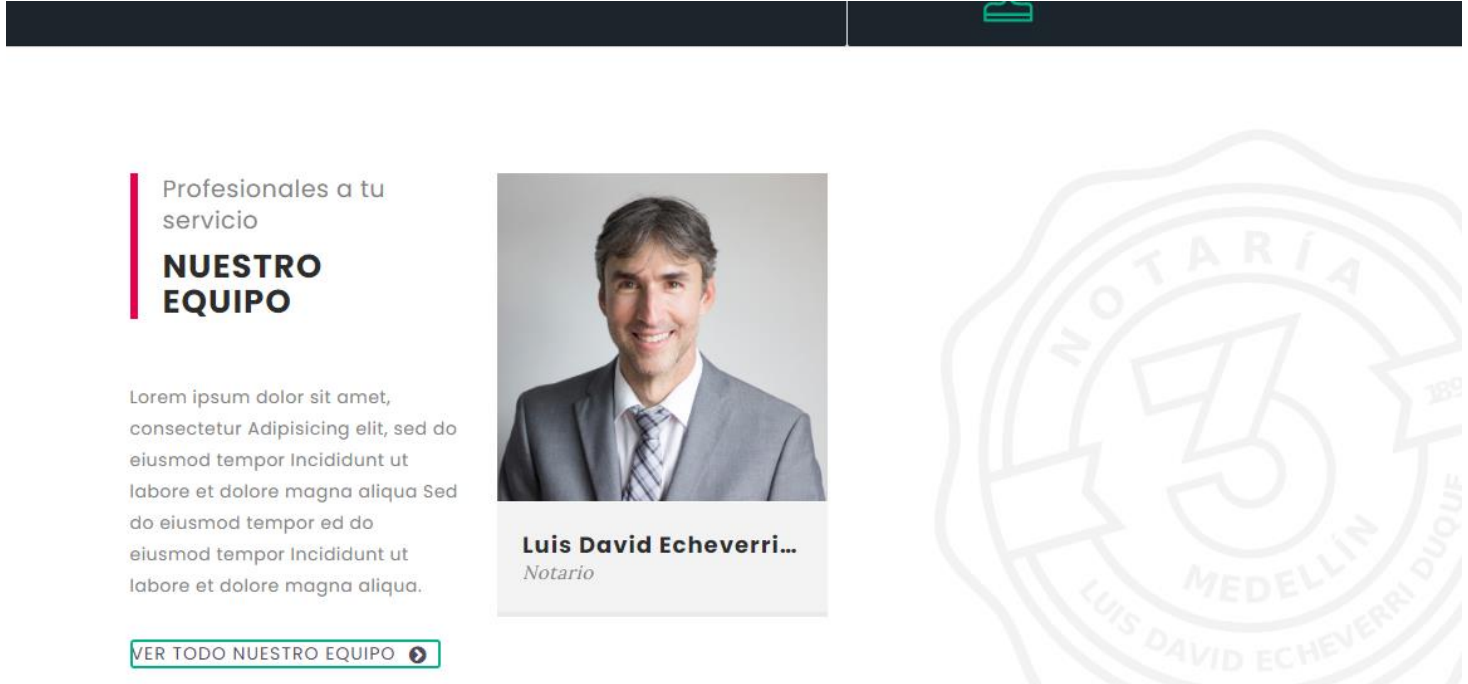 Profesionales a tu
servicio
NUESTRO
EQUIPO
Lorem ipsum dolor sit amet,
consectetur Adipisicing elit, sed do
eiusmod tempor Incididunt ut
labore et dolore magna aliqua Sed
do eiusmod tempor ed do
eiusmod tempor Incididunt ut
labore et dolore magna aliqua.
VER TODO NUESTRO EQUIPO
Luis David Echeverri...
Notario
NOTARÍA
3
189
MEDELLÍN
LUIS DAVID ECHEVERRI DUQUE